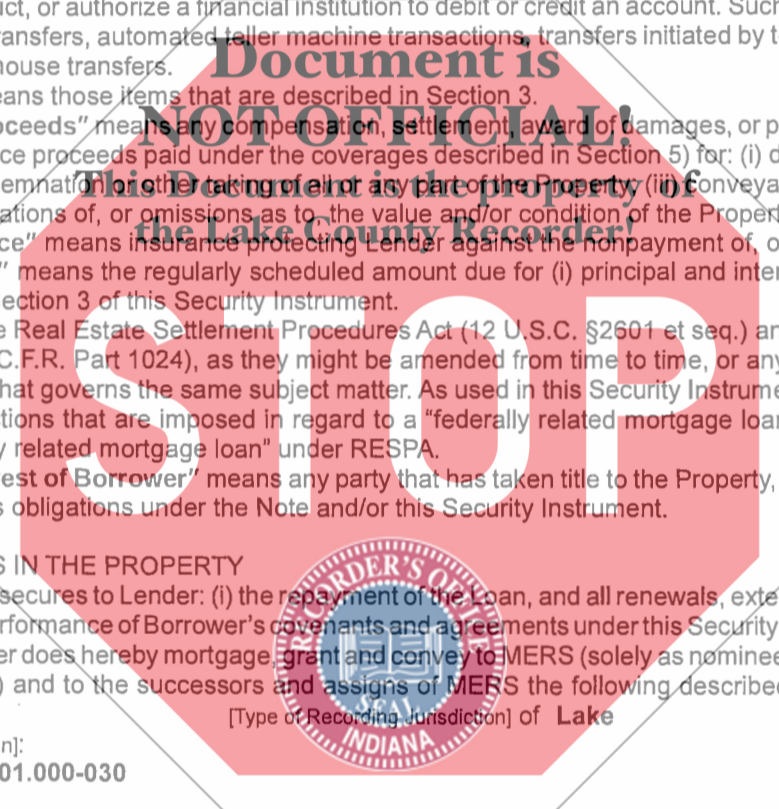 uct, or authorize a financial institution to debit or credit an account. Such
ransfers, automated teller machine transactions, transfers initiated by t
house transfers.
Document is
eans those items that are described in Section 3.
NOT OFFICIAL!
oceeds” means any compensation, settlement, award of damages, or p
ce proceeds paid under the coverages described in Section 5) for: (i) d
This Document is the property of
emnation or other taking of all or any part of the Property; (iii) conveya
ations of, or omissions as to, the value and/or condition of the Proper
the Lake County Recorder!
ce” means insurance protecting Lender against the nonpayment of, o
” means the regularly scheduled amount due for (i) principal and inter
ection 3 of this Security Instrument.
e Real Estate Settlement Procedures Act (12 U.S.C. §2601 et seq.) an
C.F.R. Part 1024), as they might be amended from time to time, or any
hat governs the same subject matter. As used in this Security Instrume
tions that are imposed in regard to a “federally related mortgage loan
y related mortgage loan” under RESPA.
STOP
est of Borrower” means any party that has taken title to the Property,
s obligations under the Note and/or this Security Instrument.
S IN THE PROPERTY
RECORDER'S OFFICE
secures to Lender: (i) the repayment of the Loan, and all renewals, exte
rformance of Borrower’s covenants and agreements under this Security
er does hereby mortgage, grant and convey to MERS (solely as nominee
) and to the successors and assigns of MERS the following described
SEAL
[Type of Recording Jurisdiction] of Lake
INDIANA
n]:
01.000-030